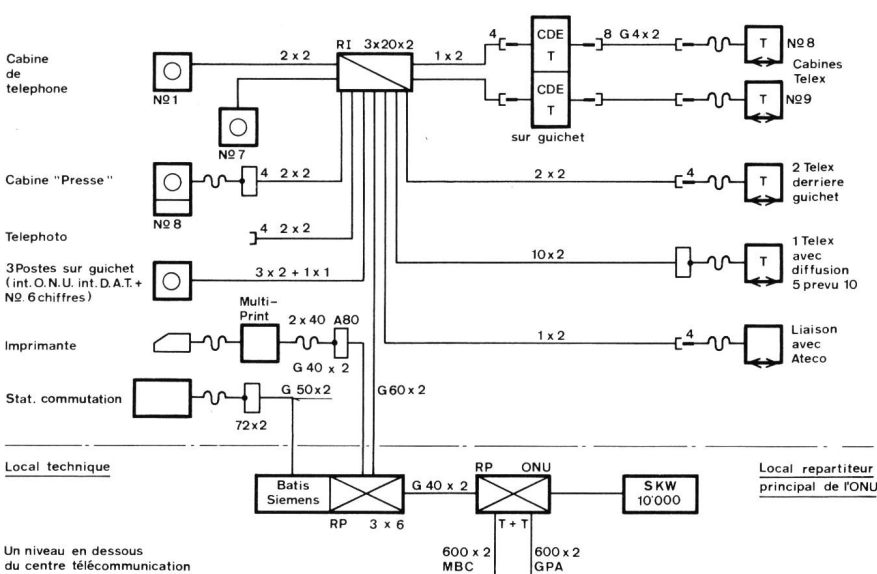 RI 3x20x2
Cabine
de
telephone
2 x 2
1 x 2
4
CDE
T
8 G 4 x 2
T
Nº 8
Cabines
Telex
Nº 1
CDE
T
T
Nº 9
Nº 7
sur guichet
Cabine "Presse"
4 2 x 2
2 x 2
4
T
2 Telex
derriere
guichet
Nº 8
Telephoto
4 2 x 2
3 Postes sur guichet
(int. O.N.U. int. D.A.T. +
Nº. 6 chiffres)
3 x 2 + 1 x 1
10 x 2
T
1 Telex
avec
diffusion
5 prevu 10
Multi-
Print
2 x 40 A80
Imprimante
G 40 x 2
1 x 2
4
Liaison
avec
Ateco
Stat. commutation
G 50 x 2
G 60 x 2
72 x 2
Local technique
Local repartiteur
principal de l'ONU
Batis
Siemens
G 40 x 2
RP ONU
SKW
10'000
RP 3 x 6
T + T
Un niveau en dessous
du centre télécommunication
600 x 2
MBC
600 x 2
GPA